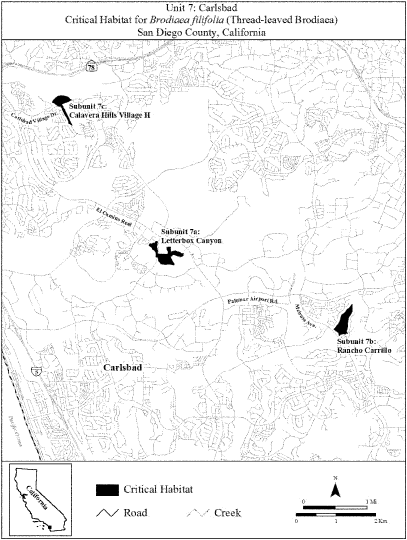 Unit 7: Carlsbad
Critical Habitat for Brodiaea filifolia (Thread-leaved Brodiaea)
San Diego County, California
78
Subunit 7c:
Calavera Hills Village H
Carlsbad Village Dr.
El Camino Real
Subunit 7a:
Letterbox Canyon
Palomar Airport Rd.
Melrose Ave.
Subunit 7b:
Rancho Carrillo
5
Carlsbad
Pacific Ocean
California
Critical Habitat
Road
Creek
N
0 1 Mi
0 1 2 Km